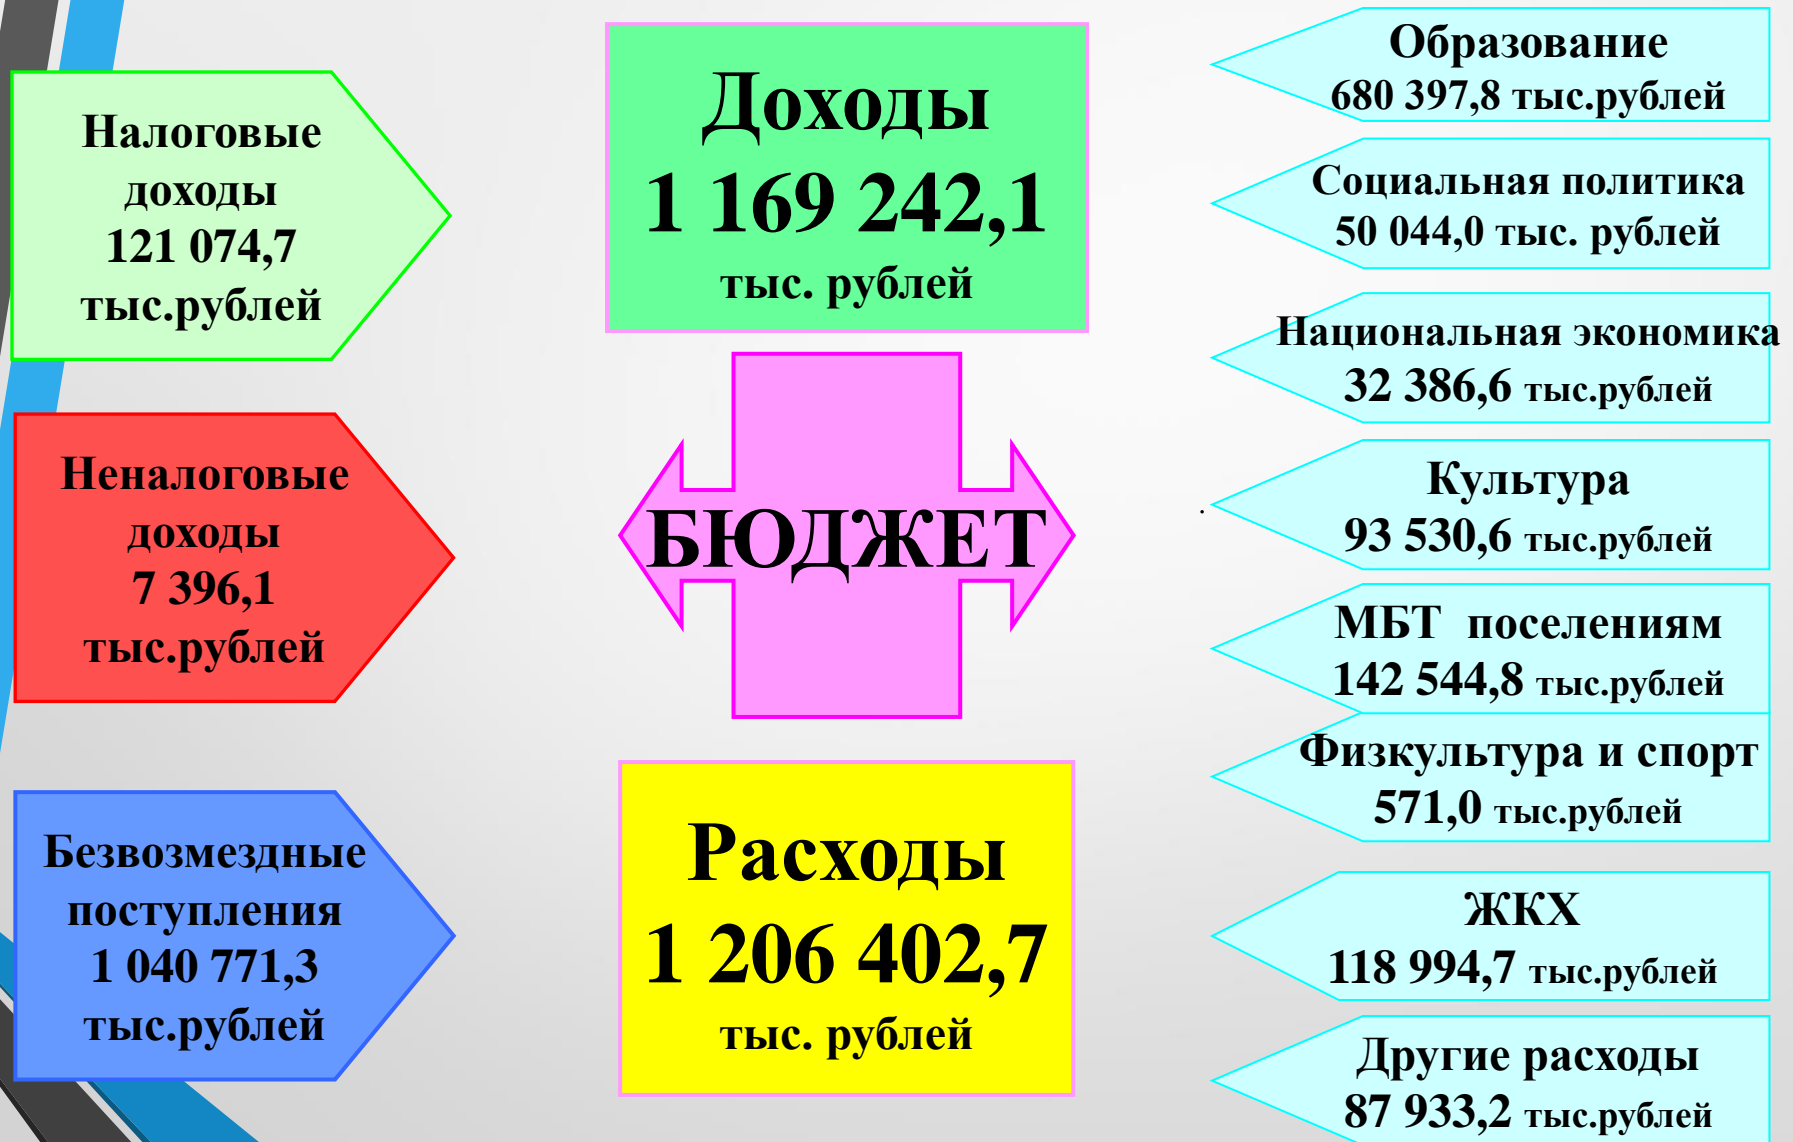 Налоговые
доходы
121 074,7
тыс.рублей
Неналоговые
доходы
7 396,1
тыс.рублей
Безвозмездные
поступления
1 040 771,3
тыс.рублей
Доходы
1 169 242,1
тыс. рублей
БЮДЖЕТ
Расходы
1 206 402,7
тыс. рублей
Образование
680 397,8 тыс.рублей
Социальная политика
50 044,0 тыс. рублей
Национальная экономика
32 386,6 тыс.рублей
.
Культура
93 530,6 тыс.рублей
МБТ поселениям
142 544,8 тыс.рублей
Физкультура и спорт
571,0 тыс.рублей
ЖКХ
118 994,7 тыс.рублей
Другие расходы
87 933,2 тыс.рублей